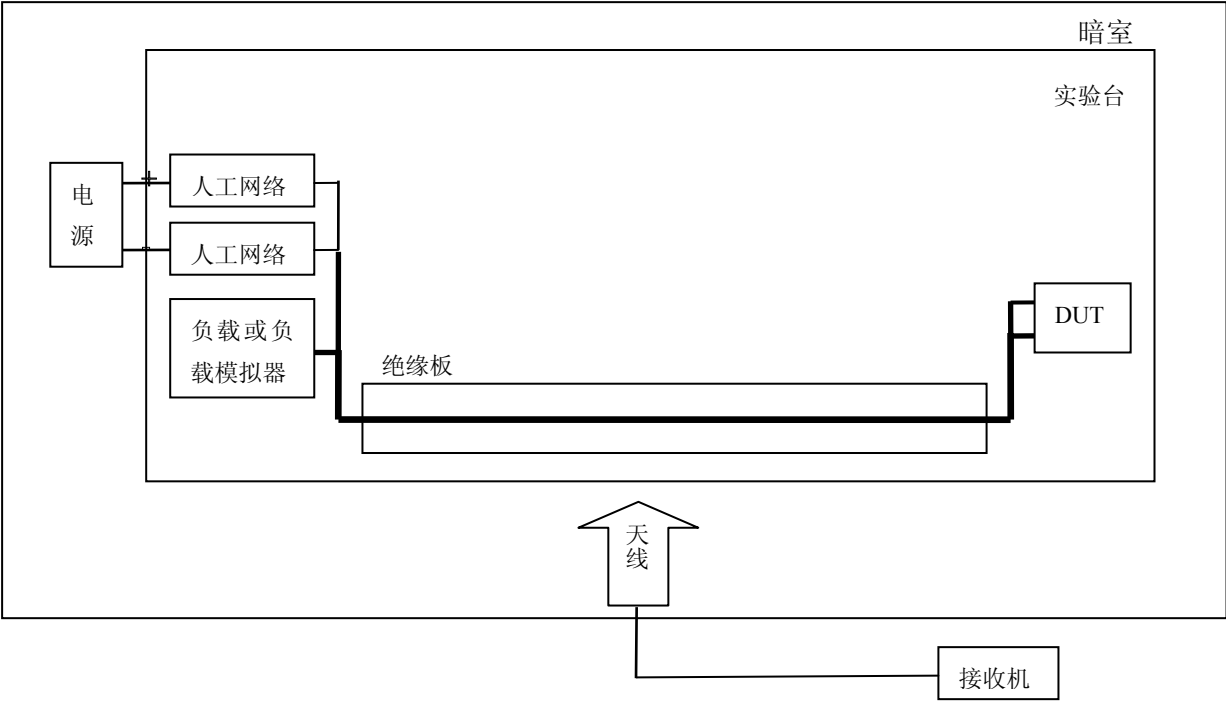 暗室
实验台
电
源
+
-
人工网络
人工网络
负载或负
载模拟器
绝缘板
DUT
天
线
接收机